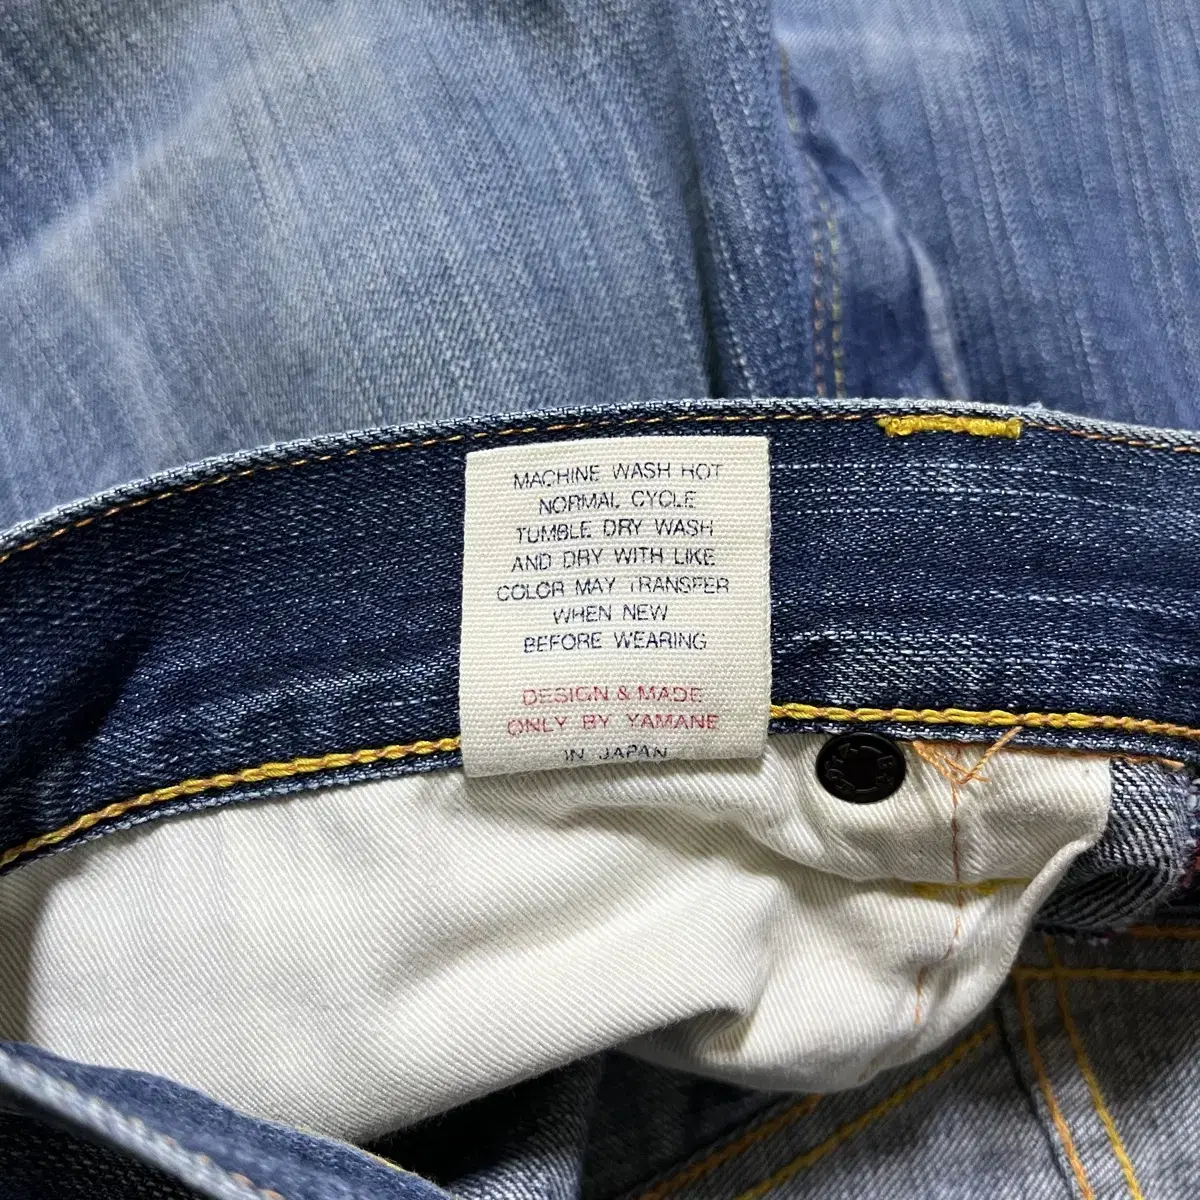 MACHINE WASH HOT
NORMAL CYCLE
TUMBLE DRY WASH
AND DRY WITH LIKE
COLOR MAY TRANSFER
WHEN NEW
BEFORE WEARING
DESIGN & MADE
ONLY BY YAMANE
IN JAPAN